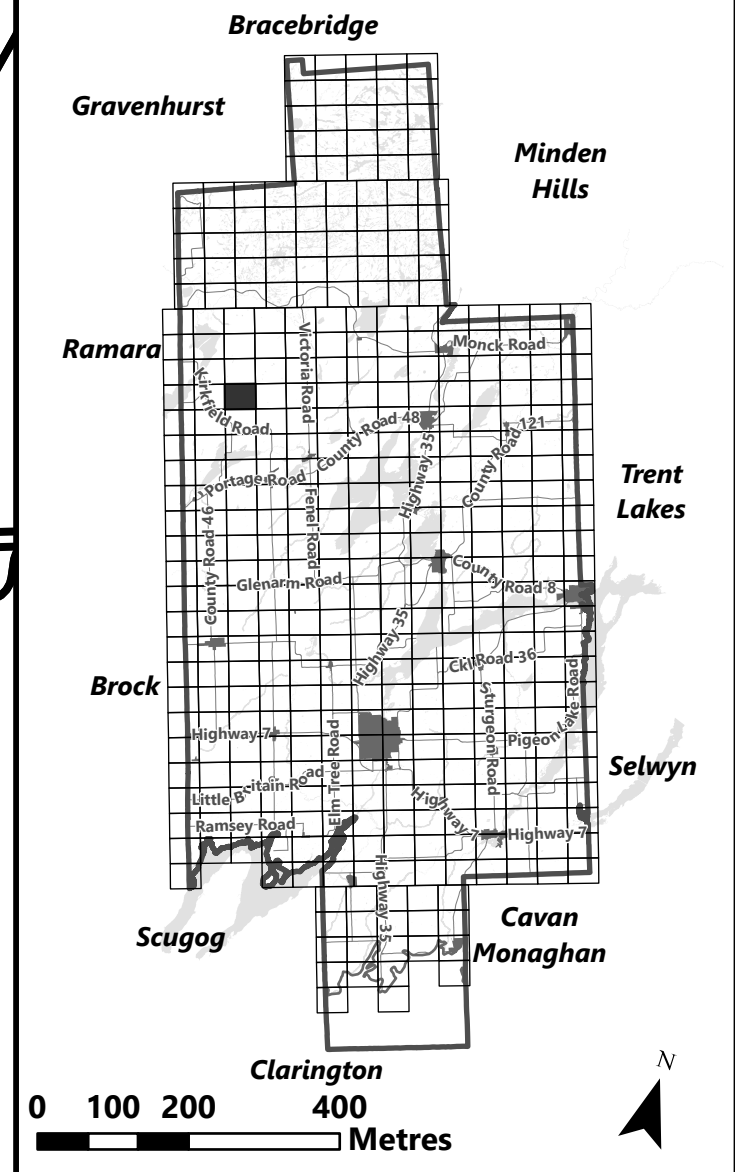 Bracebridge
Gravenhurst
Minden
Hills
Ramara
Monck Road
Victoria Road
Kirkfield Road
County Road 48
County Road 121
Highway 35
Portage Road
Trent
Lakes
Fenel Road
County Road 46
Glenarm Road
County Road 8
Highway 35
Ckl Road 36
Brock
Sturgeon Road
Pigeon Lake Road
Highway 7
Elm Tree Road
Selwyn
Little Britain Road
Highway 7
Ramsey Road
Highway 7
Highway 35
Scugog
Cavan
Monaghan
Clarington
N
0 100 200 400
Metres